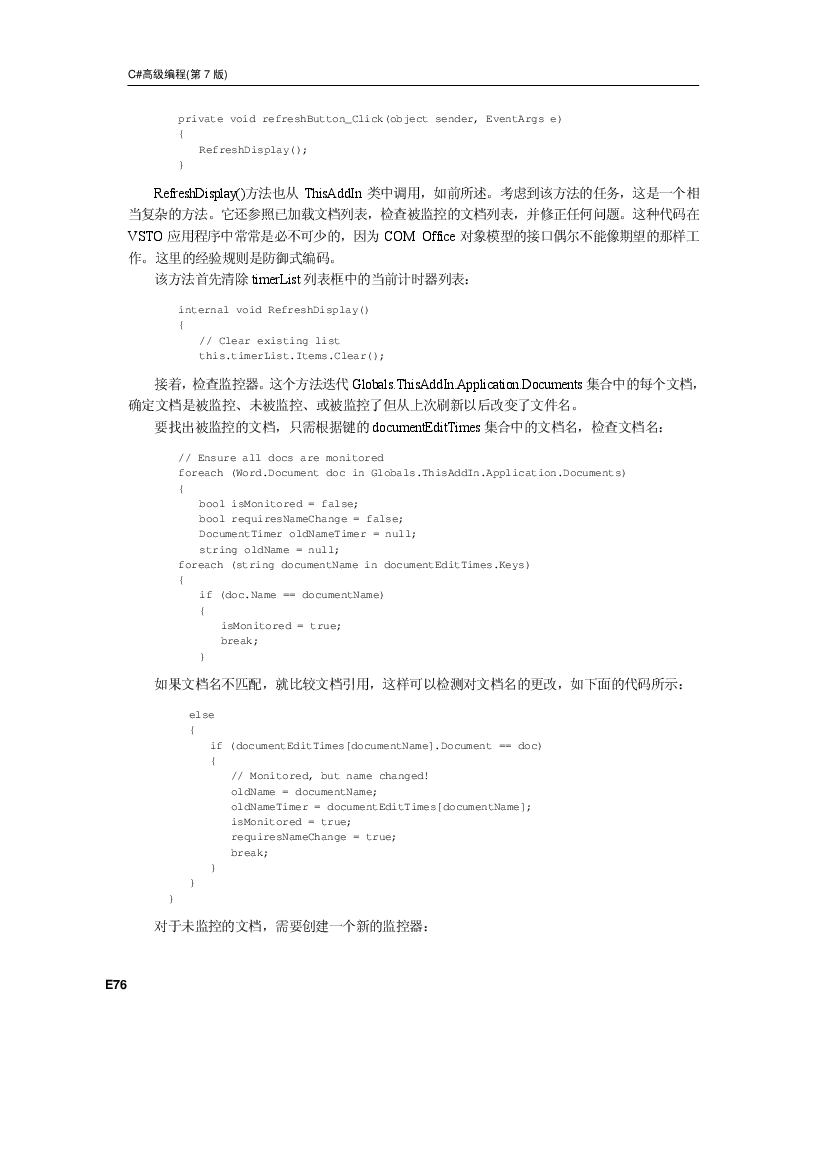 C#高级编程(第 7 版)
private void refreshButton_Click(object sender, EventArgs e)
{
RefreshDisplay();
}
RefreshDisplay()方法也从 ThisAddIn 类中调用，如前所述。考虑到该方法的任务，这是一个相
当复杂的方法。它还参照已加载文档列表，检查被监控的文档列表，并修正任何问题。这种代码在
VSTO 应用程序中常常是必不可少的，因为 COM Office 对象模型的接口偶尔不能像期望的那样工
作。这里的经验规则是防御式编码。
该方法首先清除 timerList 列表框中的当前计时器列表：
internal void RefreshDisplay()
{
// Clear existing list
this.timerList.Items.Clear();
接着，检查监控器。这个方法迭代 Globals.ThisAddIn.Application.Documents 集合中的每个文档，
确定文档是被监控、未被监控、或被监控了但从上次刷新以后改变了文件名。
要找出被监控的文档，只需根据键的 documentEditTimes 集合中的文档名，检查文档名：
// Ensure all docs are monitored
foreach (Word.Document doc in Globals.ThisAddIn.Application.Documents)
{
bool isMonitored = false;
bool requiresNameChange = false;
DocumentTimer oldNameTimer = null;
string oldName = null;
foreach (string documentName in documentEditTimes.Keys)
{
if (doc.Name == documentName)
{
isMonitored = true;
break;
}
如果文档名不匹配，就比较文档引用，这样可以检测对文档名的更改，如下面的代码所示：
else
{
if (documentEditTimes[documentName].Document == doc)
{
// Monitored, but name changed!
oldName = documentName;
oldNameTimer = documentEditTimes[documentName];
isMonitored = true;
requiresNameChange = true;
break;
}
}
}
对于未监控的文档，需要创建一个新的监控器：
E76